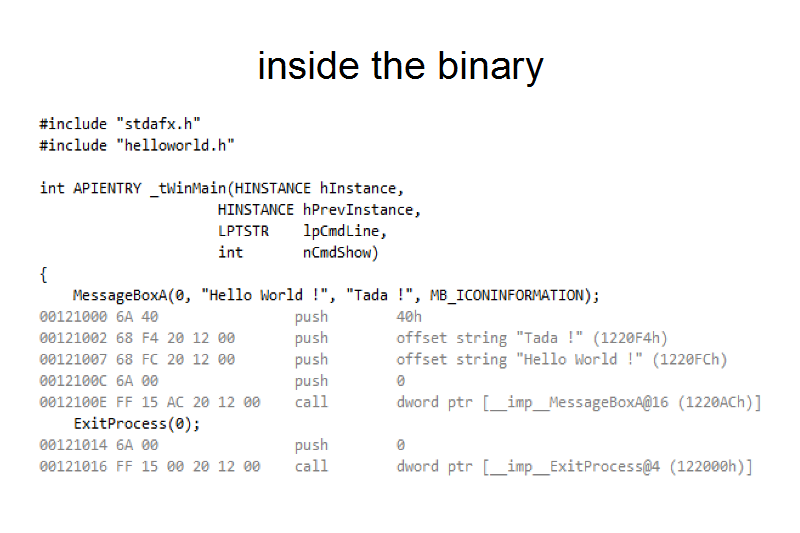 inside the binary
#include "stdafx.h"
#include "helloworld.h"
int APIENTRY _tWinMain(HINSTANCE hInstance,
HINSTANCE hPrevInstance,
LPTSTR lpCmdLine,
int nCmdShow)
{
MessageBoxA(0, "Hello World !", "Tada !", MB_ICONINFORMATION);
00121000 6A 40 push 40h
00121002 68 F4 20 12 00 push offset string "Tada !" (1220F4h)
00121007 68 FC 20 12 00 push offset string "Hello World !" (1220FCh)
0012100C 6A 00 push 0
0012100E FF 15 AC 20 12 00 call dword ptr [__imp__MessageBoxA@16 (1220ACh)]
ExitProcess(0);
00121014 6A 00 push 0
00121016 FF 15 00 20 12 00 call dword ptr [__imp__ExitProcess@4 (122000h)]